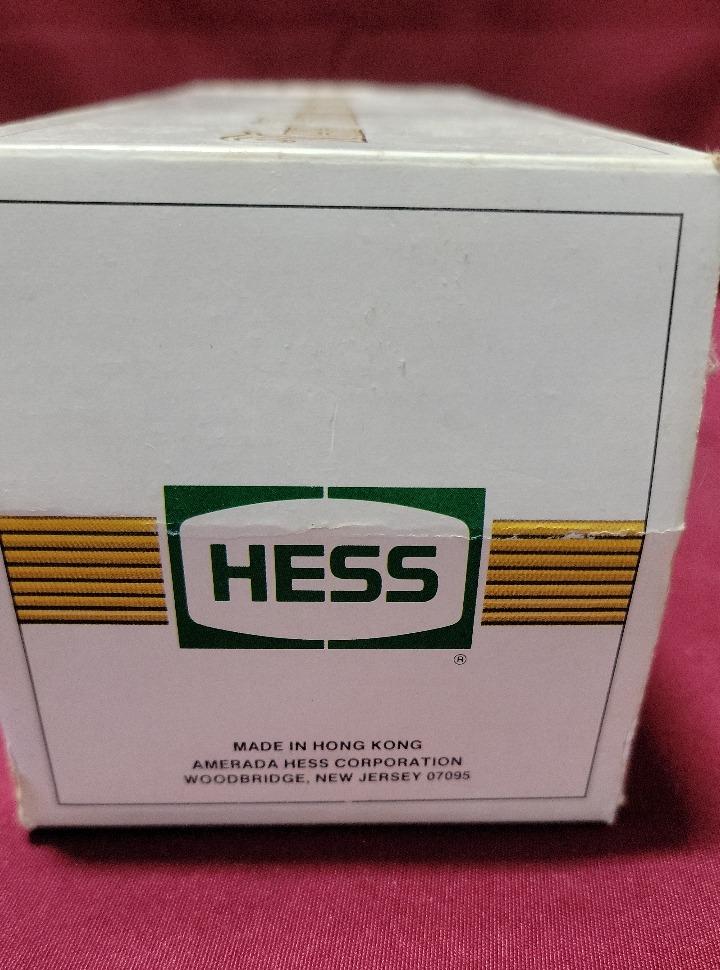 HESS
®
MADE IN HONG KONG
AMERADA HESS CORPORATION
WOODBRIDGE, NEW JERSEY 07095